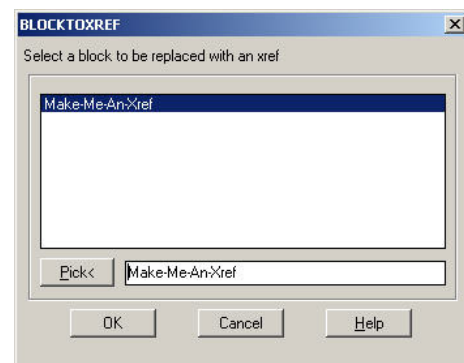 BLOCKTOXREF
Select a block to be replaced with an xref
Make-Me-An-Xref
Pick< Make-Me-An-Xref
OK Cancel Help